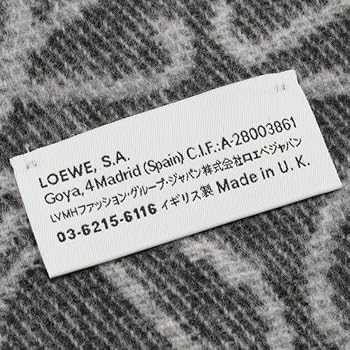 LOEWE, S.A.
Goya, 4 Madrid (Spain) C.I.F.: A-28003861
LVMHファッション・グループ・ジャパン株式会社ロエベジャパン
03-6215-6116 イギリス製 Made in U.K.